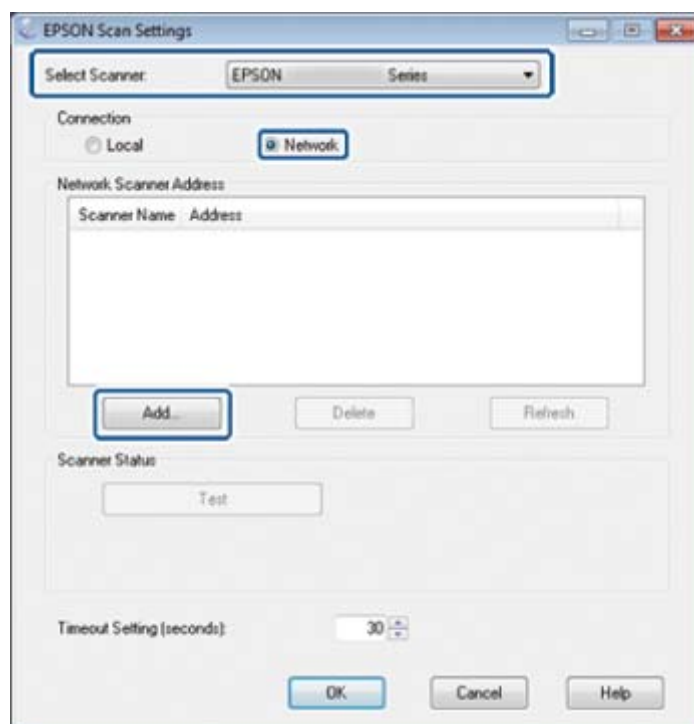 EPSON Scan Settings
Select Scanner: EPSON Series
Connection
Local Network
Network Scanner Address
Scanner Name Address
Add... Delete Refresh
Scanner Status
Test
Timeout Setting (seconds): 30
OK Cancel Help